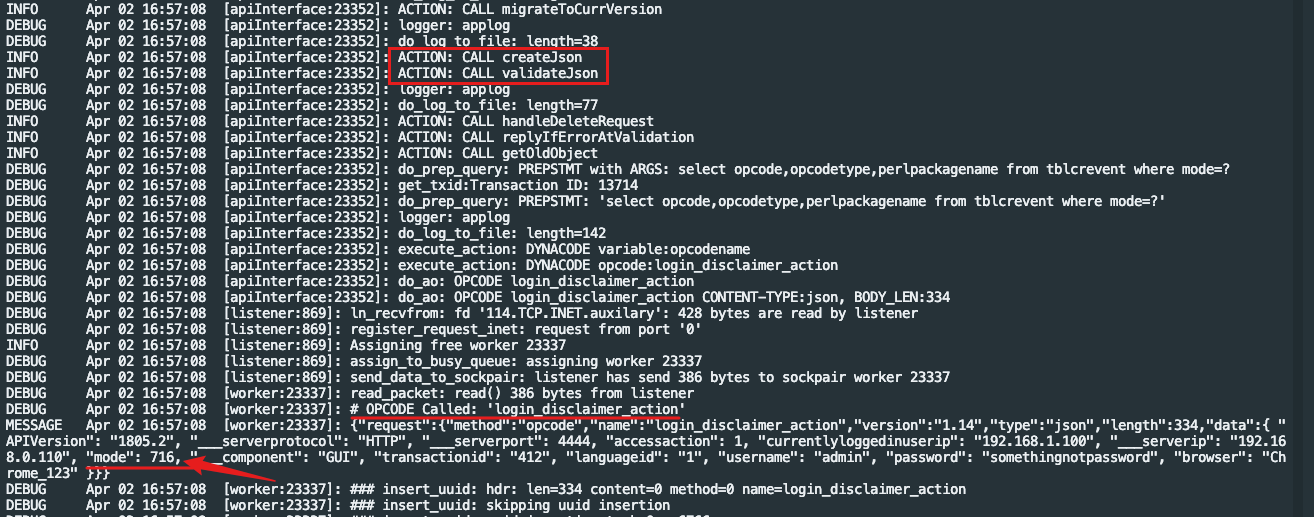 INFO Apr 02 16:57:08 [apiInterface:23352]: ACTION: CALL migrateToCurrVersion
DEBUG Apr 02 16:57:08 [apiInterface:23352]: logger: applog
DEBUG Apr 02 16:57:08 [apiInterface:23352]: do_log_to_file: length=38
INFO Apr 02 16:57:08 [apiInterface:23352]: ACTION: CALL createJson
INFO Apr 02 16:57:08 [apiInterface:23352]: ACTION: CALL validateJson
DEBUG Apr 02 16:57:08 [apiInterface:23352]: logger: applog
DEBUG Apr 02 16:57:08 [apiInterface:23352]: do_log_to_file: length=77
INFO Apr 02 16:57:08 [apiInterface:23352]: ACTION: CALL handleDeleteRequest
INFO Apr 02 16:57:08 [apiInterface:23352]: ACTION: CALL replyIfErrorAtValidation
INFO Apr 02 16:57:08 [apiInterface:23352]: ACTION: CALL getOldObject
DEBUG Apr 02 16:57:08 [apiInterface:23352]: do_prep_query: PREPSTMT with ARGS: select opcode,opcodetype,perlpackagename from tblcrevent where mode=?
DEBUG Apr 02 16:57:08 [apiInterface:23352]: get_txid:Transaction ID: 13714
DEBUG Apr 02 16:57:08 [apiInterface:23352]: do_prep_query: PREPSTMT: 'select opcode,opcodetype,perlpackagename from tblcrevent where mode=?'
DEBUG Apr 02 16:57:08 [apiInterface:23352]: logger: applog
DEBUG Apr 02 16:57:08 [apiInterface:23352]: do_log_to_file: length=142
DEBUG Apr 02 16:57:08 [apiInterface:23352]: execute_action: DYNACODE variable:opcodename
DEBUG Apr 02 16:57:08 [apiInterface:23352]: execute_action: DYNACODE opcode:login_disclaimer_action
DEBUG Apr 02 16:57:08 [apiInterface:23352]: do_ao: OPCODE login_disclaimer_action
DEBUG Apr 02 16:57:08 [apiInterface:23352]: do_ao: OPCODE login_disclaimer_action CONTENT-TYPE:json, BODY_LEN:334
DEBUG Apr 02 16:57:08 [listener:869]: ln_recvfrom: fd '114.TCP.INET.auxilary': 428 bytes are read by listener
DEBUG Apr 02 16:57:08 [listener:869]: register_request_inet: request from port '0'
INFO Apr 02 16:57:08 [listener:869]: Assigning free worker 23337
DEBUG Apr 02 16:57:08 [listener:869]: assign_to_busy_queue: assigning worker 23337
DEBUG Apr 02 16:57:08 [listener:869]: send_data_to_sockpair: listener has send 386 bytes to sockpair worker 23337
DEBUG Apr 02 16:57:08 [worker:23337]: read_packet: read() 386 bytes from listener
DEBUG Apr 02 16:57:08 [worker:23337]: # OPCODE Called: 'login_disclaimer_action'
MESSAGE Apr 02 16:57:08 [worker:23337]: {"request":{"method":"opcode","name":"login_disclaimer_action","version":"1.14","type":"json","length":334,"data":{ "
APIVersion": "1805.2", "___serverprotocol": "HTTP", "___serverport": 4444, "accessaction": 1, "currentlyloggedinuserip": "192.168.1.100", "___serverip": "192.16
8.0.110", "mode": 716, "___component": "GUI", "transactionid": "412", "languageid": "1", "username": "admin", "password": "somethingnotpassword", "browser": "Ch
rome_123" }}}
DEBUG Apr 02 16:57:08 [worker:23337]: ### insert_uuid: hdr: len=334 content=0 method=0 name=login_disclaimer_action
DEBUG Apr 02 16:57:08 [worker:23337]: ### insert_uuid: skipping uuid insertion